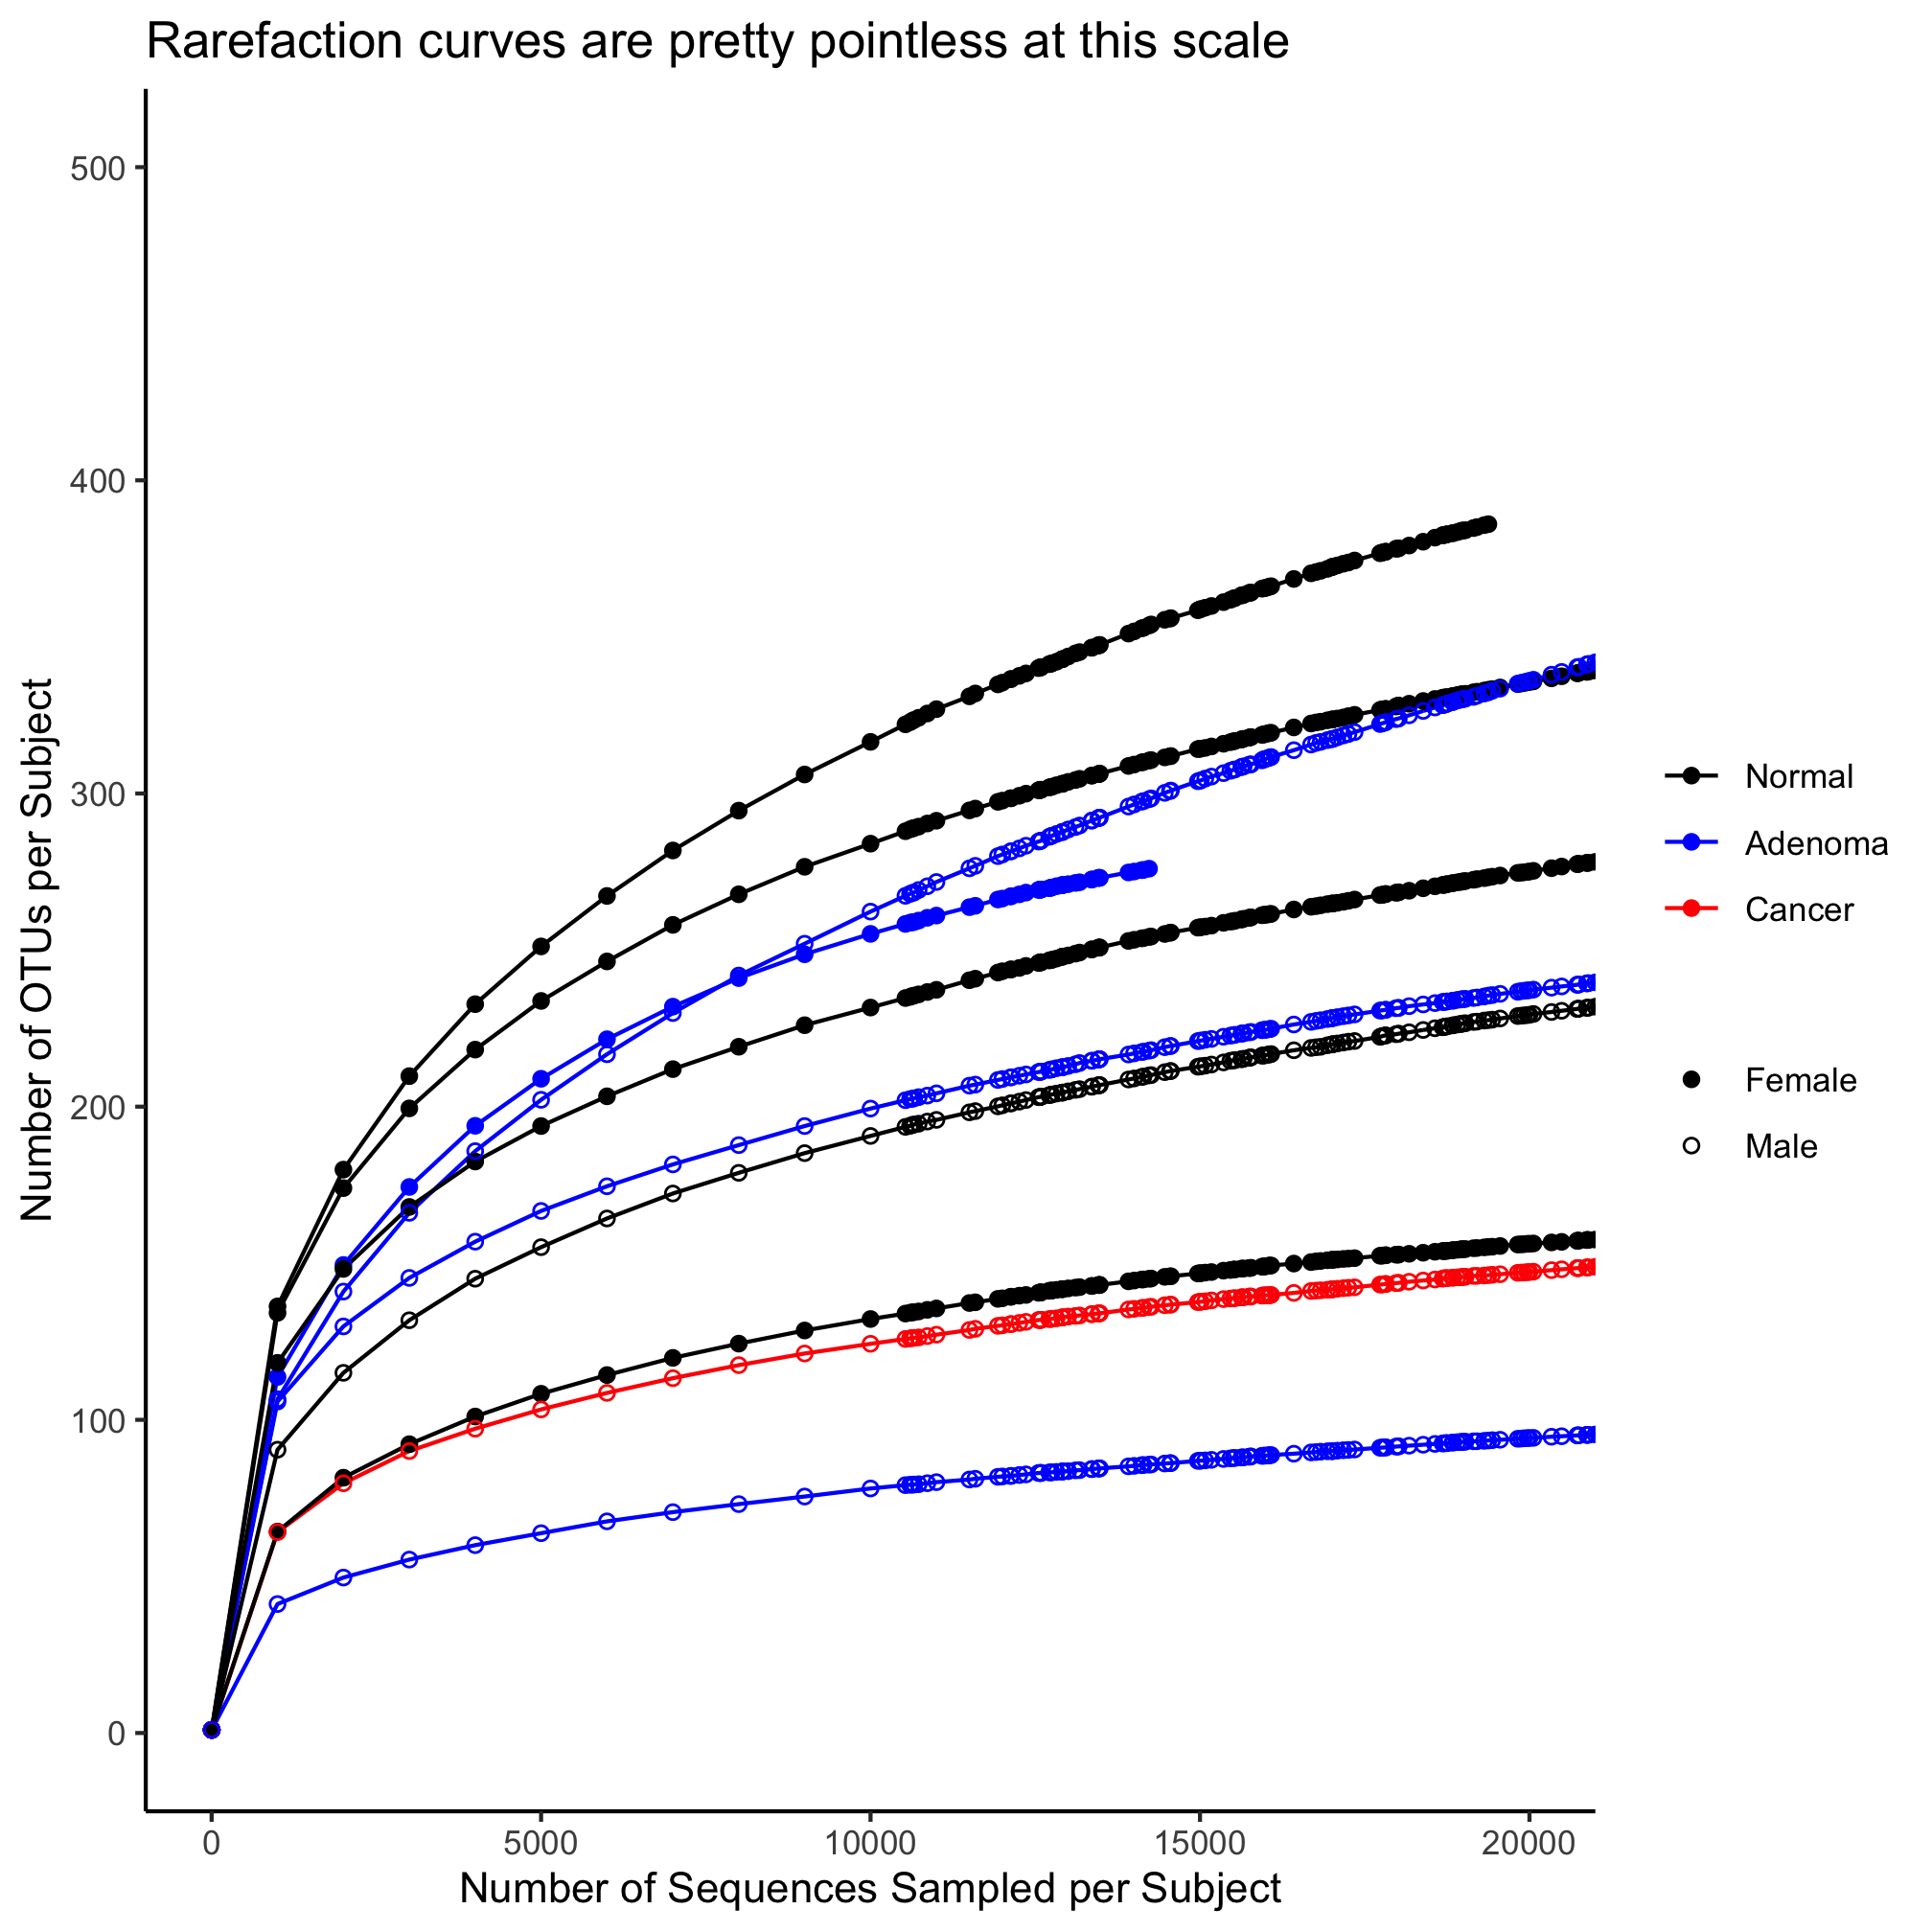 Rarefaction curves are pretty pointless at this scale
Number of OTUs per Subject
500
400
300
200
100
0
0 5000 10000 15000 20000
Number of Sequences Sampled per Subject
Normal
Adenoma
Cancer
Female
Male